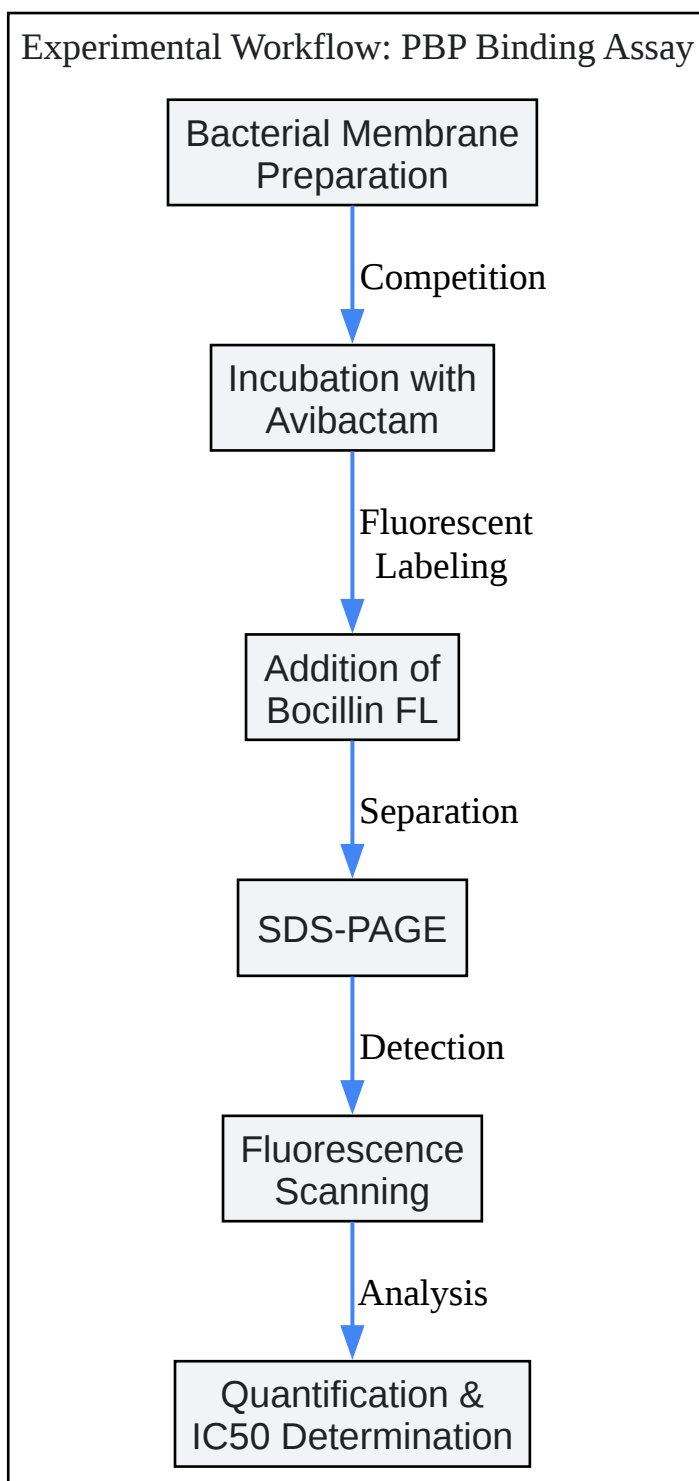 Experimental Workflow: PBP Binding Assay
Bacterial Membrane
Preparation
Competition
Incubation with
Avibactam
Fluorescent
Labeling
Addition of
Bocillin FL
Separation
SDS-PAGE
Detection
Fluorescence
Scanning
Analysis
Quantification &
IC50 Determination